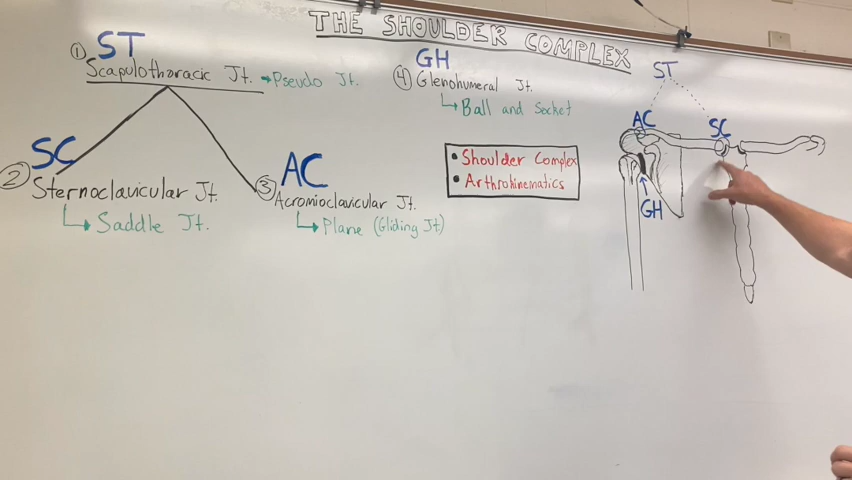 THE SHOULDER COMPLEX
① ST
Scapulothoracic Jt. → Pseudo Jt.
② SC
Sternoclavicular Jt.
↳ Saddle Jt.
③ AC
Acromioclavicular Jt.
↳ Plane (Gliding Jt)
GH
④ Glenohumeral Jt.
↳ Ball and Socket
• Shoulder Complex
• Arthrokinematics
ST
AC
SC
GH